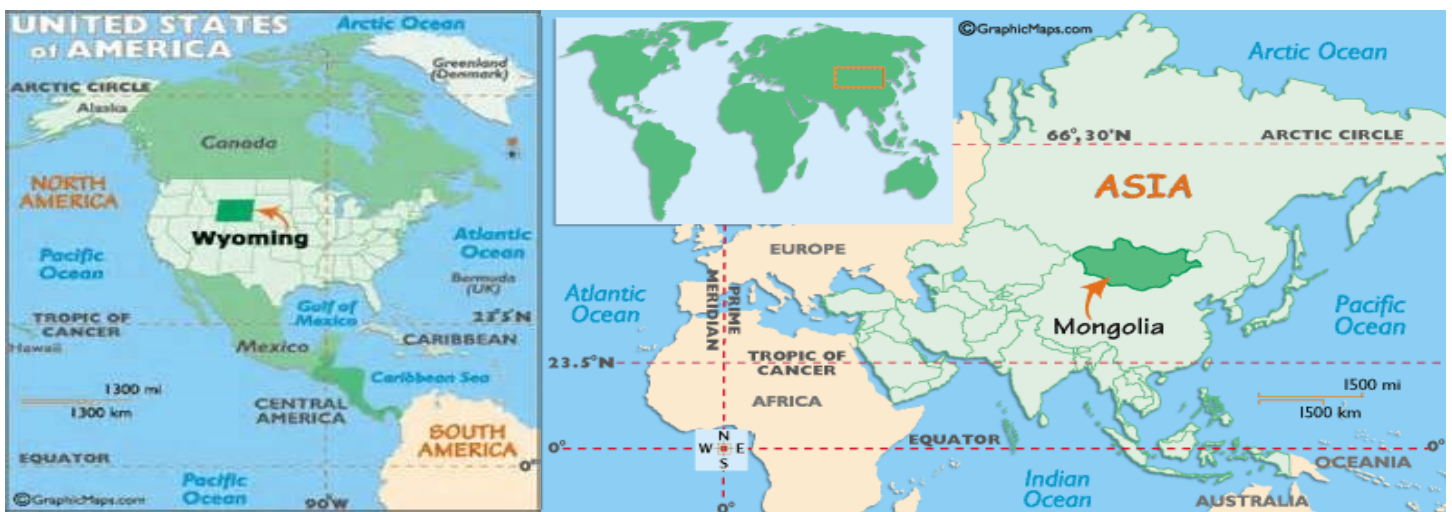 UNITED STATES
of AMERICA
Arctic Ocean
Greenland
(Denmark)
ARCTIC CIRCLE
Alaska
Canada
NORTH
AMERICA
Wyoming
Pacific
Ocean
Atlantic
Ocean
Bermuda
(UK)
Gulf of
Mexico
TROPIC OF
CANCER
23°5'N
Hawaii
Mexico
CARIBBEAN
1300 mi
1300 km
Caribbean Sea
CENTRAL
AMERICA
SOUTH
AMERICA
EQUATOR
0°
Pacific
Ocean
©GraphicMaps.com
90°W
©GraphicMaps.com
Arctic Ocean
66°, 30'N
ARCTIC CIRCLE
ASIA
EUROPE
Atlantic
Ocean
MERIDIAN
PRIME
Mongolia
Pacific
Ocean
23.5°N
TROPIC OF
CANCER
AFRICA
1500 mi
1500 km
0°
N
W E
S
EQUATOR
0°
OCEANIA
Indian
Ocean
AUSTRALIA
0°